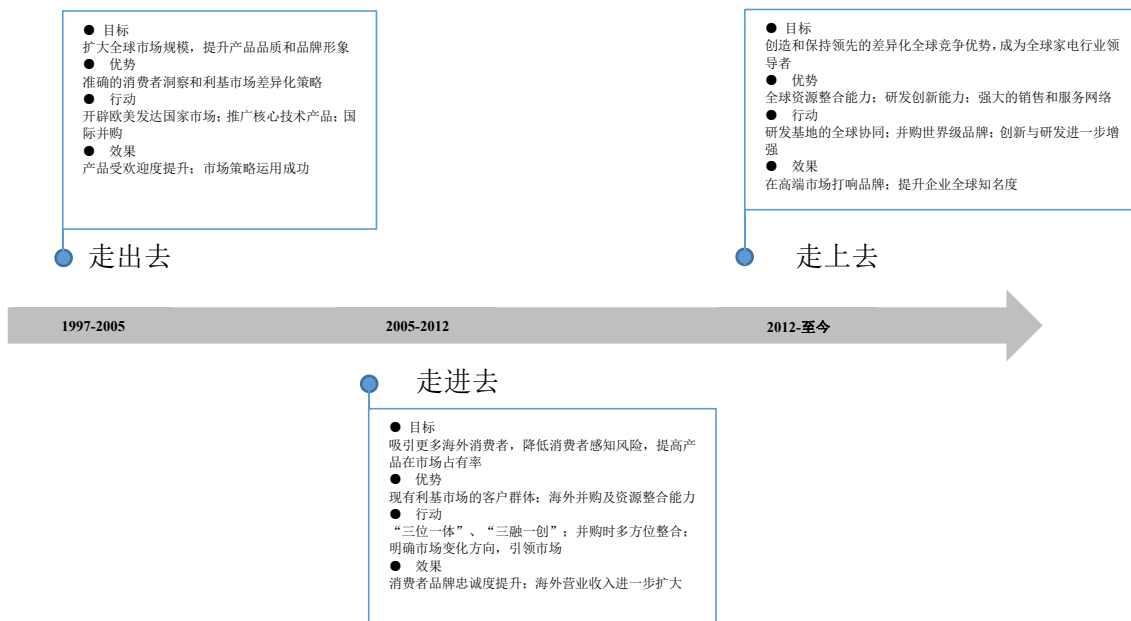 ● 目标
扩大全球市场规模，提升产品品质和品牌形象
● 优势
准确的消费者洞察和利基市场差异化策略
● 行动
开辟欧美发达国家市场；推广核心技术产品；国
际并购
● 效果
产品受欢迎度提升；市场策略运用成功
走出去
● 目标
创造和保持领先的差异化全球竞争优势，成为全球家电行业领
导者
● 优势
全球资源整合能力；研发创新能力；强大的销售和服务网络
● 行动
研发基地的全球协同；并购世界级品牌；创新与研发进一步增
强
● 效果
在高端市场打响品牌；提升企业全球知名度
走上去
1997-2005
2005-2012
2012-至今
走进去
● 目标
吸引更多海外消费者，降低消费者感知风险，提高产
品在市场占有率
● 优势
现有利基市场的客户群体；海外并购及资源整合能力
● 行动
“三位一体”、“三融一创”；并购时多方位整合；
明确市场变化方向，引领市场
● 效果
消费者品牌忠诚度提升；海外营业收入进一步扩大